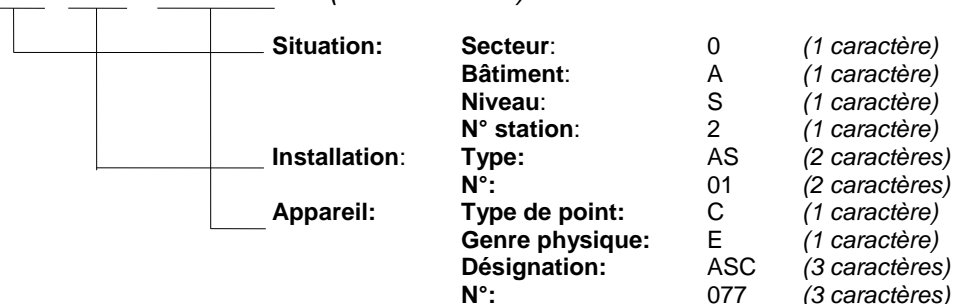 Situation: Secteur: 0 (1 caractère)
Bâtiment: A (1 caractère)
Niveau: S (1 caractère)
N° station: 2 (1 caractère)
Installation: Type: AS (2 caractères)
N°: 01 (2 caractères)
Appareil: Type de point: C (1 caractère)
Genre physique: E (1 caractère)
Désignation: ASC (3 caractères)
N°: 077 (3 caractères)